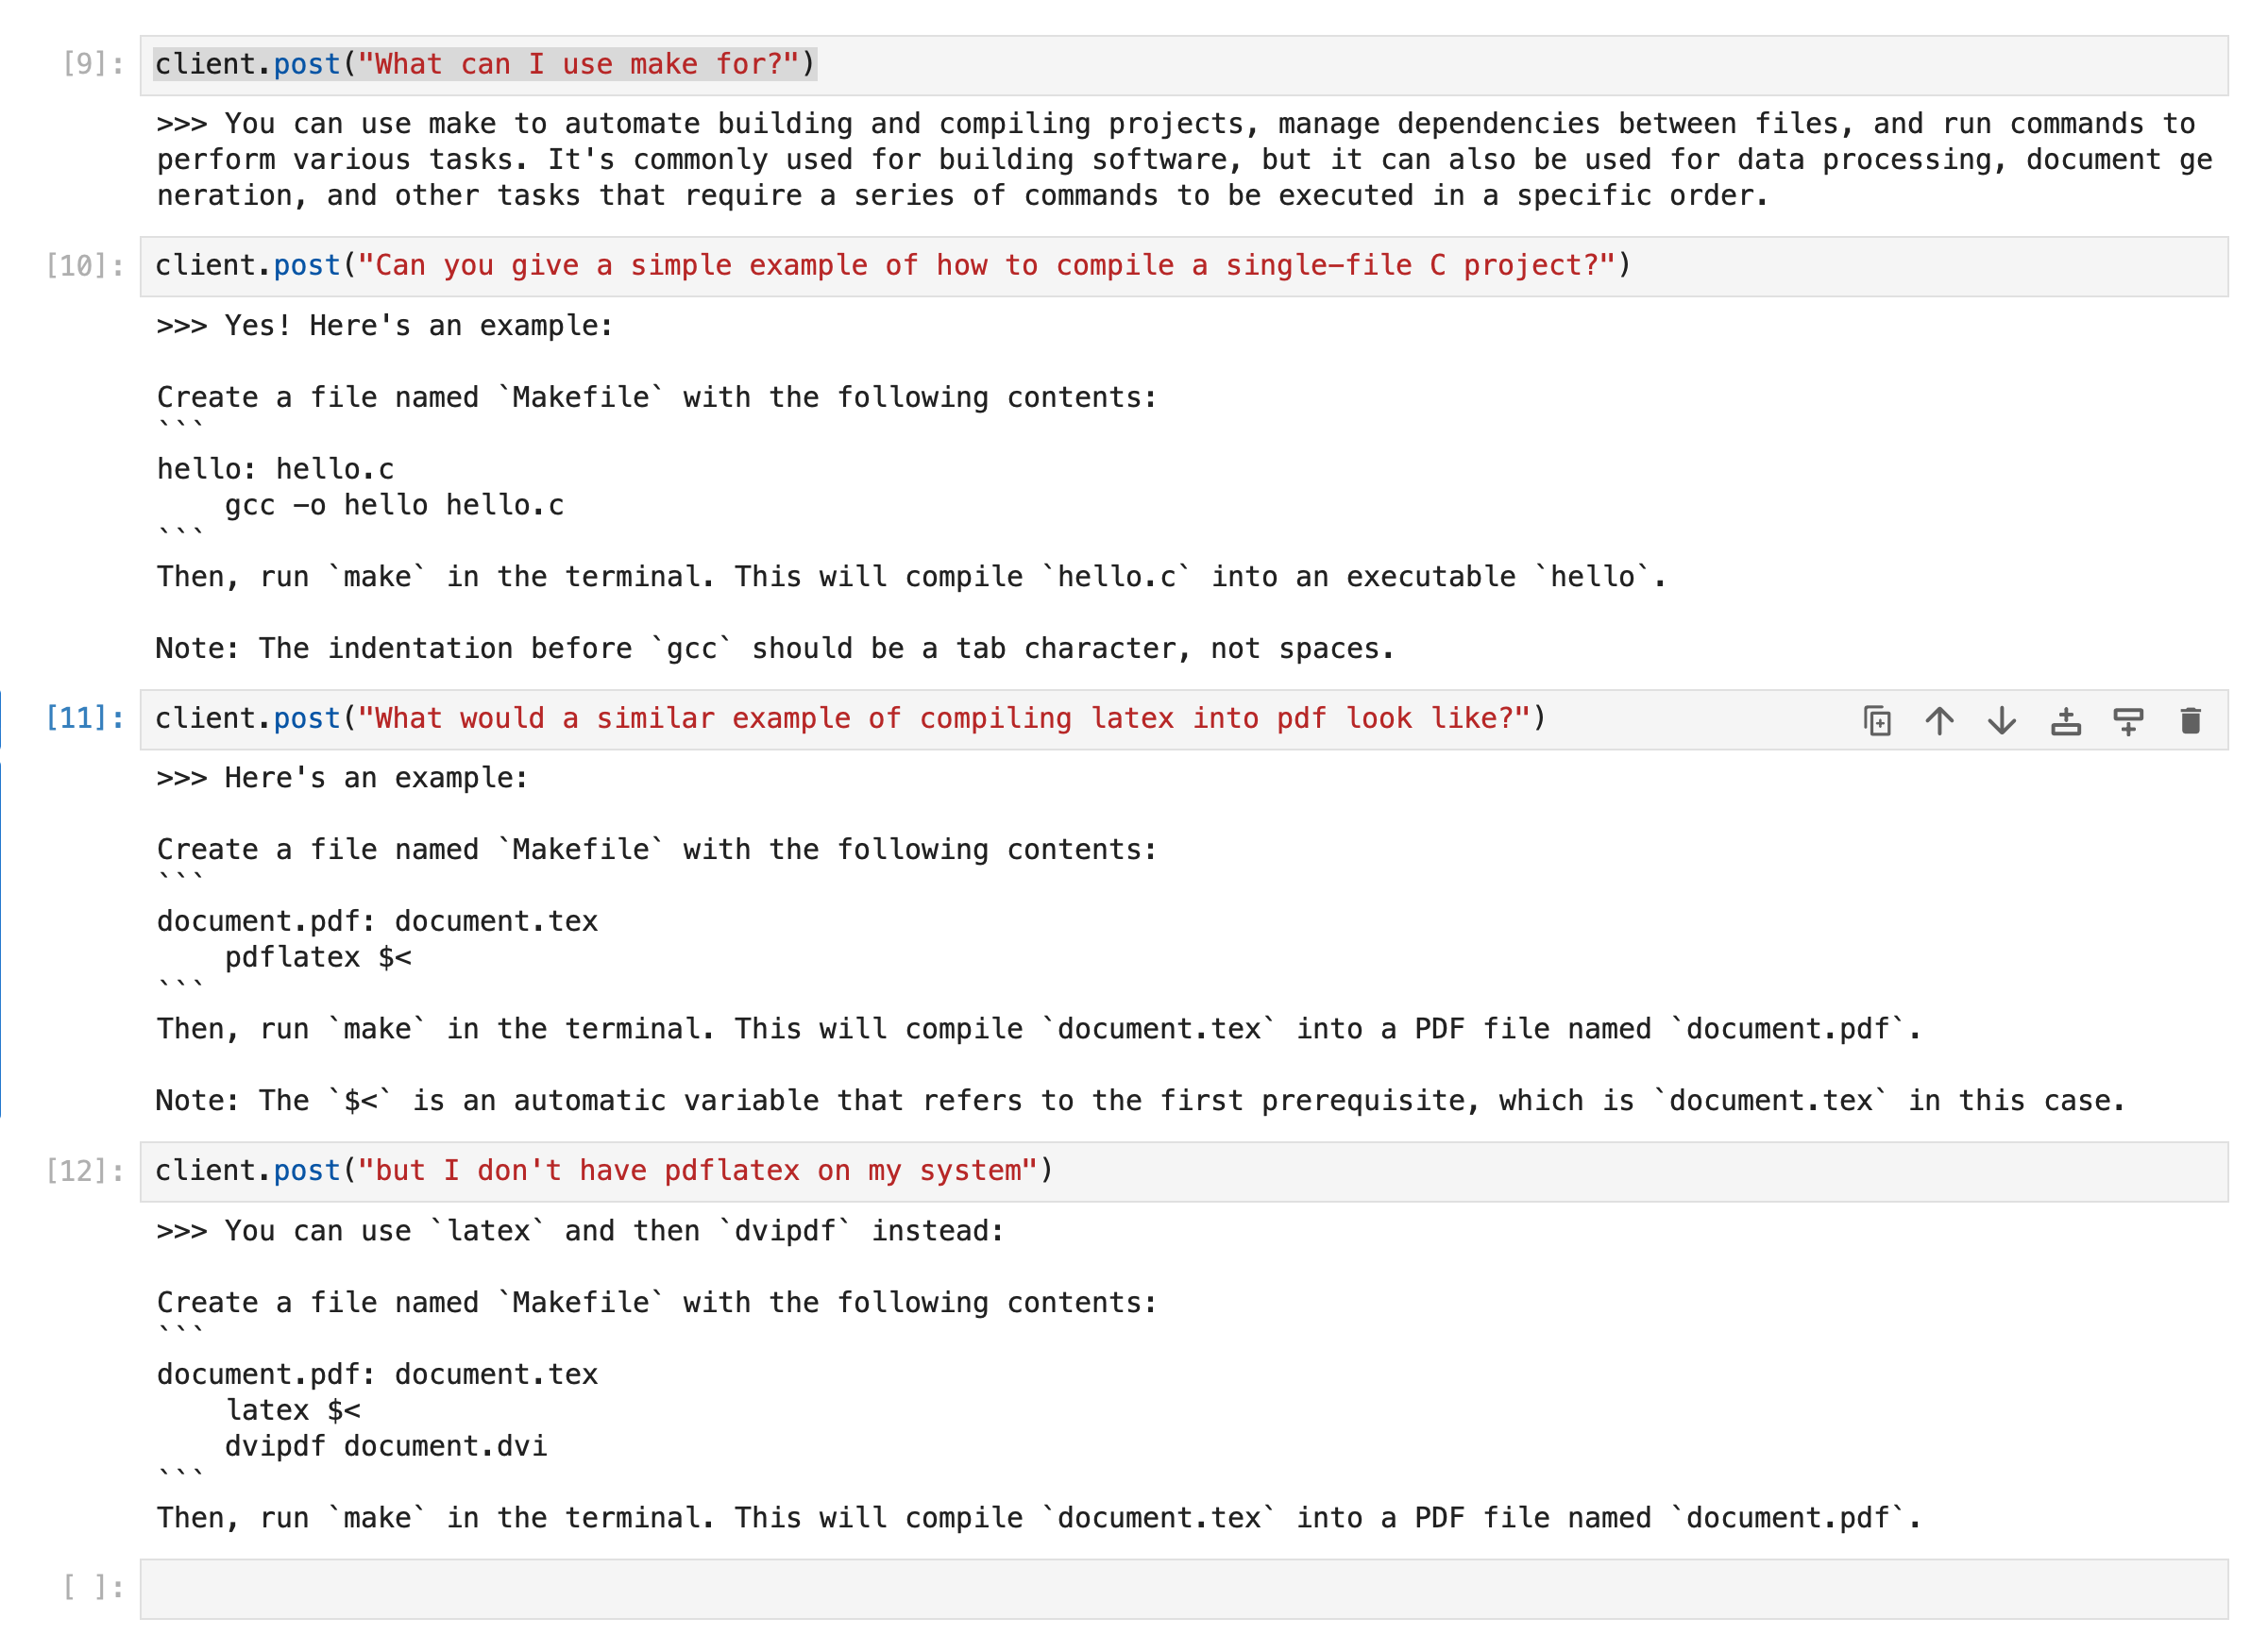 [9]: client.post("What can I use make for?")
>>> You can use make to automate building and compiling projects, manage dependencies between files, and run commands to
perform various tasks. It's commonly used for building software, but it can also be used for data processing, document ge
neration, and other tasks that require a series of commands to be executed in a specific order.
[10]: client.post("Can you give a simple example of how to compile a single-file C project?")
>>> Yes! Here's an example:

Create a file named `Makefile` with the following contents:
```
hello: hello.c
    gcc -o hello hello.c
```
Then, run `make` in the terminal. This will compile `hello.c` into an executable `hello`.

Note: The indentation before `gcc` should be a tab character, not spaces.
[11]: client.post("What would a similar example of compiling latex into pdf look like?")
>>> Here's an example:

Create a file named `Makefile` with the following contents:
```
document.pdf: document.tex
    pdflatex $<
```
Then, run `make` in the terminal. This will compile `document.tex` into a PDF file named `document.pdf`.

Note: The `$<` is an automatic variable that refers to the first prerequisite, which is `document.tex` in this case.
[12]: client.post("but I don't have pdflatex on my system")
>>> You can use `latex` and then `dvipdf` instead:

Create a file named `Makefile` with the following contents:
```
document.pdf: document.tex
    latex $<
    dvipdf document.dvi
```
Then, run `make` in the terminal. This will compile `document.tex` into a PDF file named `document.pdf`.
[ ]: